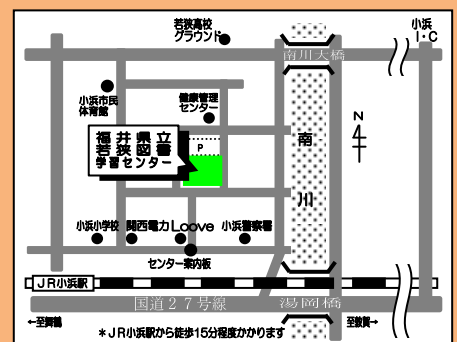 若狭高校
グラウンド
小浜
I・C
南川大橋
小浜市民
体育館
健康管理
センター
福井県立
若狭図書
学習センター
P
N
南
川
小浜小学校
関西電力
Loove
小浜警察署
センター案内板
JR小浜駅
国道27号線
湯岡橋
←至舞鶴
至敦賀→
＊JR小浜駅から徒歩15分程度かかります